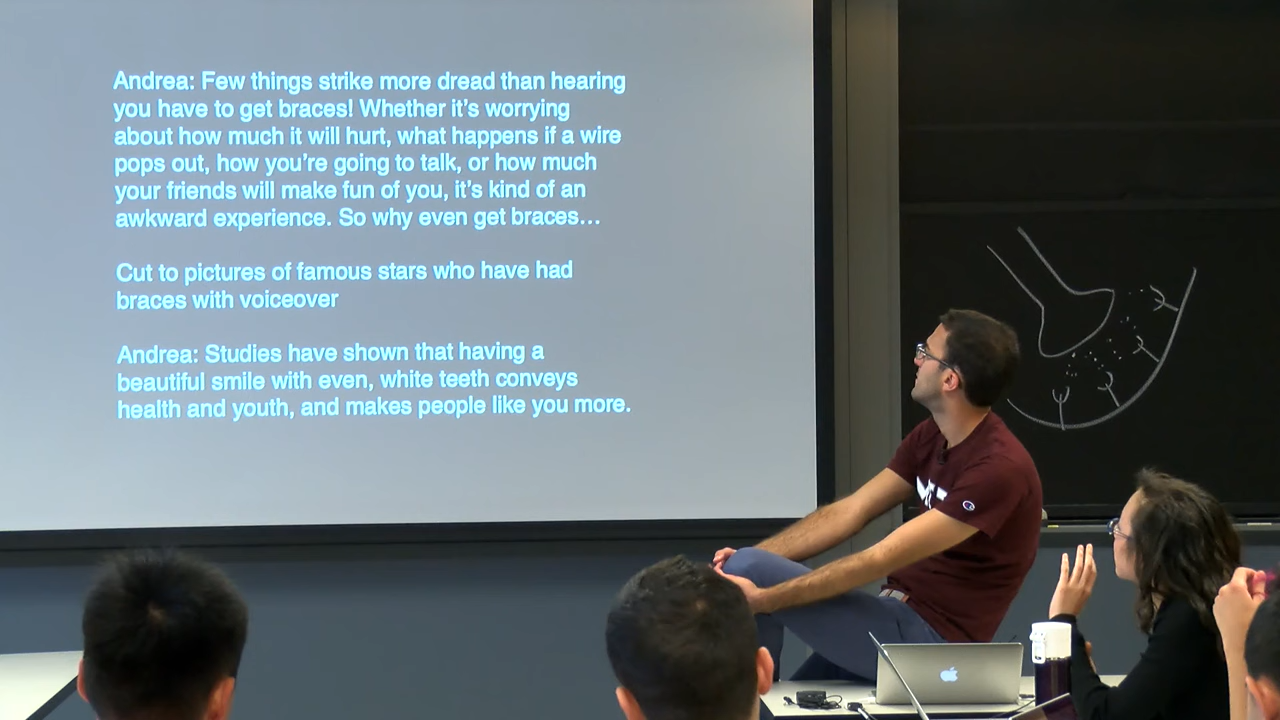 Andrea: Few things strike more dread than hearing
you have to get braces! Whether it's worrying
about how much it will hurt, what happens if a wire
pops out, how you're going to talk, or how much
your friends will make fun of you, it's kind of an
awkward experience. So why even get braces…
Cut to pictures of famous stars who have had
braces with voiceover
Andrea: Studies have shown that having a
beautiful smile with even, white teeth conveys
health and youth, and makes people like you more.